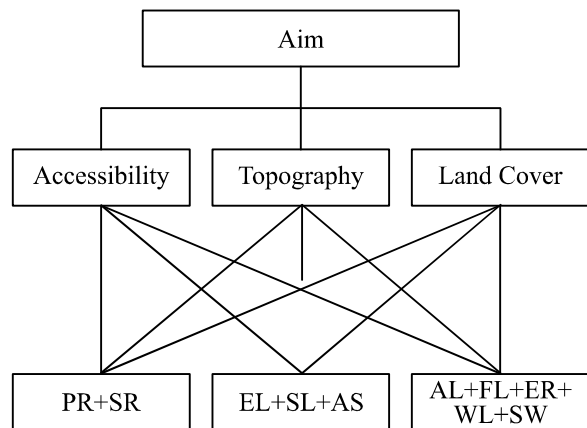 Aim
Accessibility
Topography
Land Cover
PR+SR
EL+SL+AS
AL+FL+ER+
WL+SW